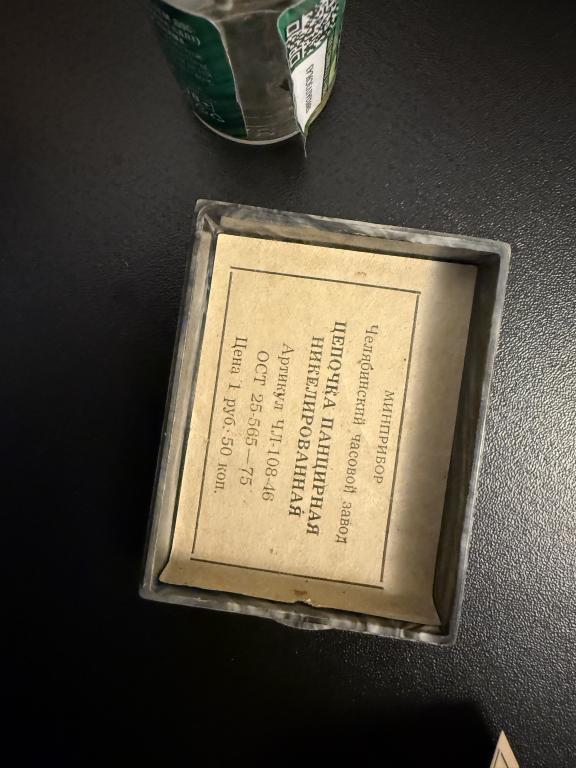 МИНПРИБОР
Челябинский часовой завод
ЦЕПОЧКА ПАНЦИРНАЯ
НИКЕЛИРОВАННАЯ
Артикул ЧЛ-108-46
ОСТ 25-565—75
Цена 1 руб. 50 коп.